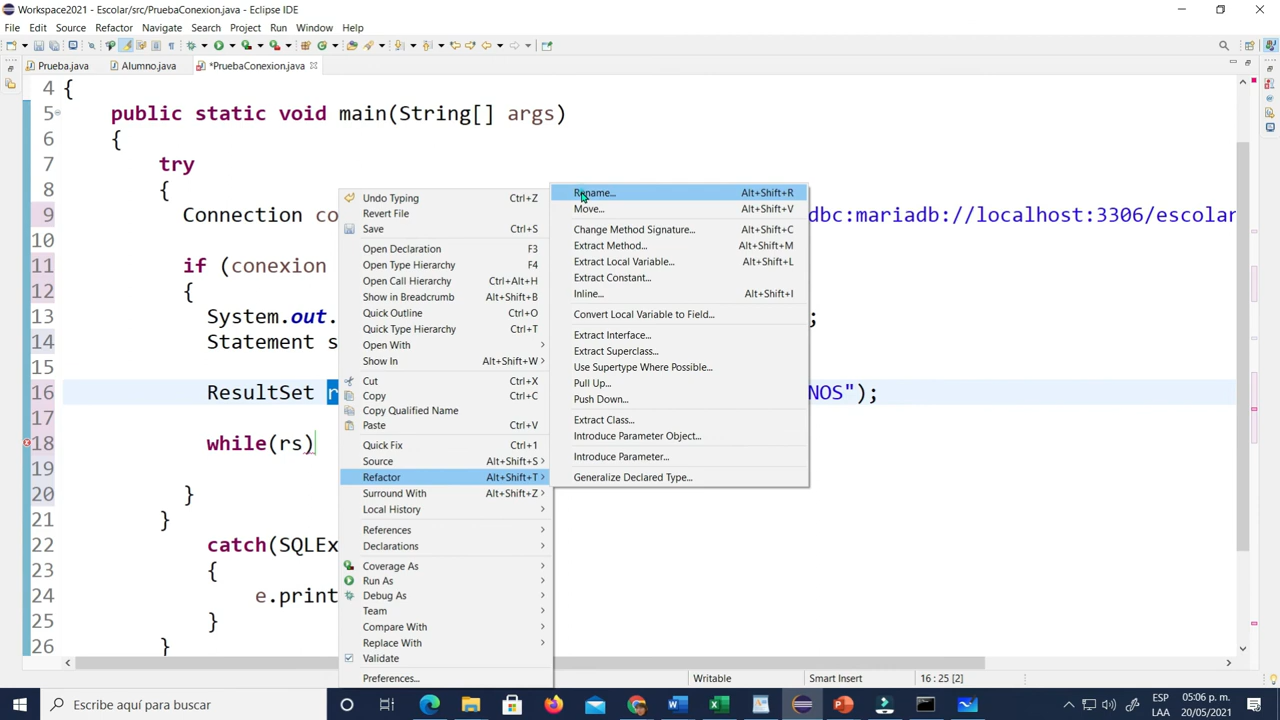 Workspace2021 - Escolar/src/PruebaConexion.java - Eclipse IDE
File Edit Source Refactor Navigate Search Project Run Window Help
Prueba.java Alumno.java *PruebaConexion.java
4 {
5 public static void main(String[] args)
6 {
7 try
8 {
9 Connection co dbc:mariadb://localhost:3306/escolar
10
11 if (conexion
12 {
13 System.out. ;
14 Statement s
15
16 ResultSet r NOS");
17
18 while(rs)
19
20 }
21 }
22 catch(SQLEx
23 {
24 e.print
25 }
26 }
Undo Typing Ctrl+Z
Revert File
Save Ctrl+S
Open Declaration F3
Open Type Hierarchy F4
Open Call Hierarchy Ctrl+Alt+H
Show in Breadcrumb Alt+Shift+B
Quick Outline Ctrl+O
Quick Type Hierarchy Ctrl+T
Open With
Show In Alt+Shift+W
Cut Ctrl+X
Copy Ctrl+C
Copy Qualified Name
Paste Ctrl+V
Quick Fix Ctrl+1
Source Alt+Shift+S
Refactor Alt+Shift+T
Surround With Alt+Shift+Z
Local History
References
Declarations
Coverage As
Run As
Debug As
Team
Compare With
Replace With
Validate
Preferences...
Rename... Alt+Shift+R
Move... Alt+Shift+V
Change Method Signature... Alt+Shift+C
Extract Method... Alt+Shift+M
Extract Local Variable... Alt+Shift+L
Extract Constant...
Inline... Alt+Shift+I
Convert Local Variable to Field...
Extract Interface...
Extract Superclass...
Use Supertype Where Possible...
Pull Up...
Push Down...
Extract Class...
Introduce Parameter Object...
Introduce Parameter...
Generalize Declared Type...
Writable Smart Insert 16 : 25 [2]
Escribe aquí para buscar
ESP 05:06 p. m.
LAA 20/05/2021